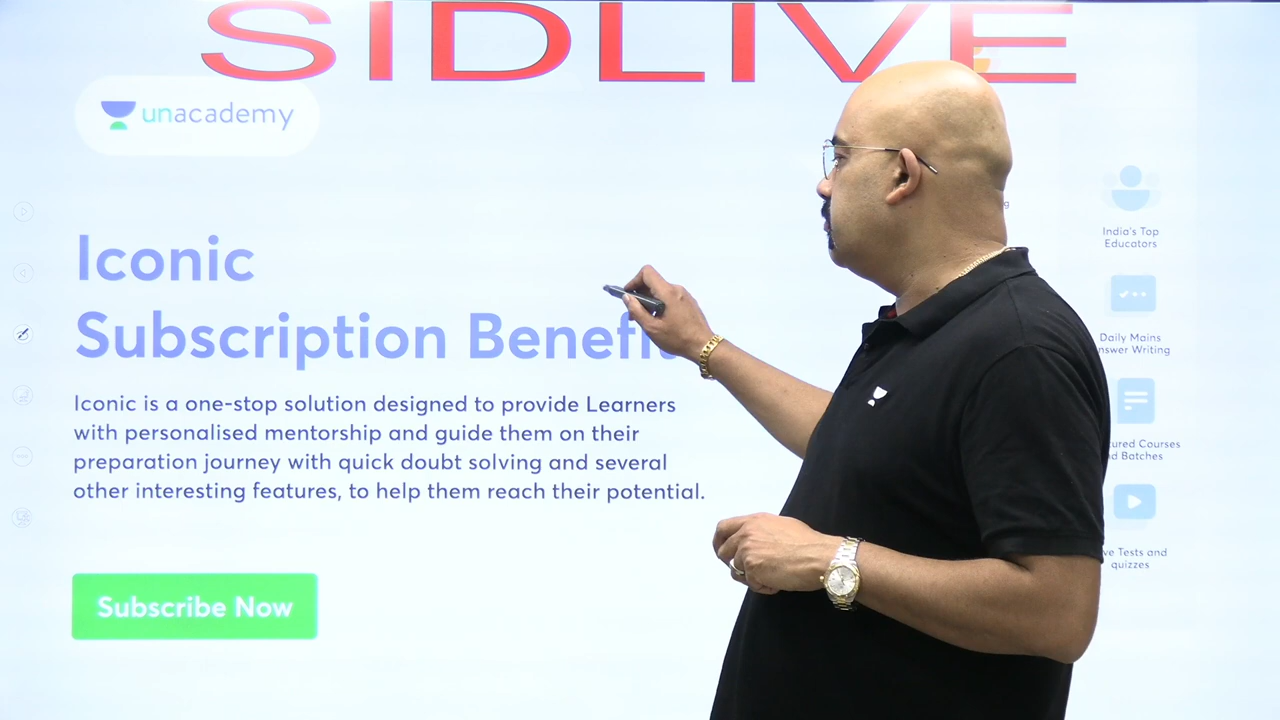 SIDLIVE
unacademy
Iconic
Subscription Benefit
Iconic is a one-stop solution designed to provide Learners
with personalised mentorship and guide them on their
preparation journey with quick doubt solving and several
other interesting features, to help them reach their potential.
Subscribe Now
India's Top
Educators
Daily Mains
Answer Writing
Courses
Batches
Tests and
quizzes